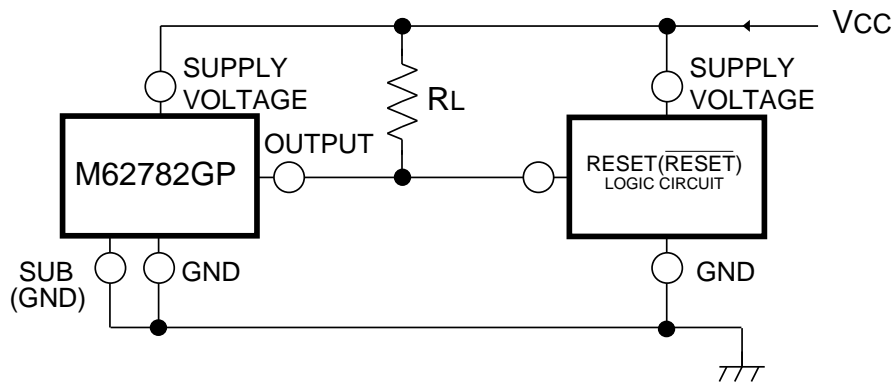 VCC
SUPPLY
VOLTAGE
SUPPLY
VOLTAGE
RL
OUTPUT
M62782GP
RESET(RESET)
LOGIC CIRCUIT
SUB
(GND)
GND
GND